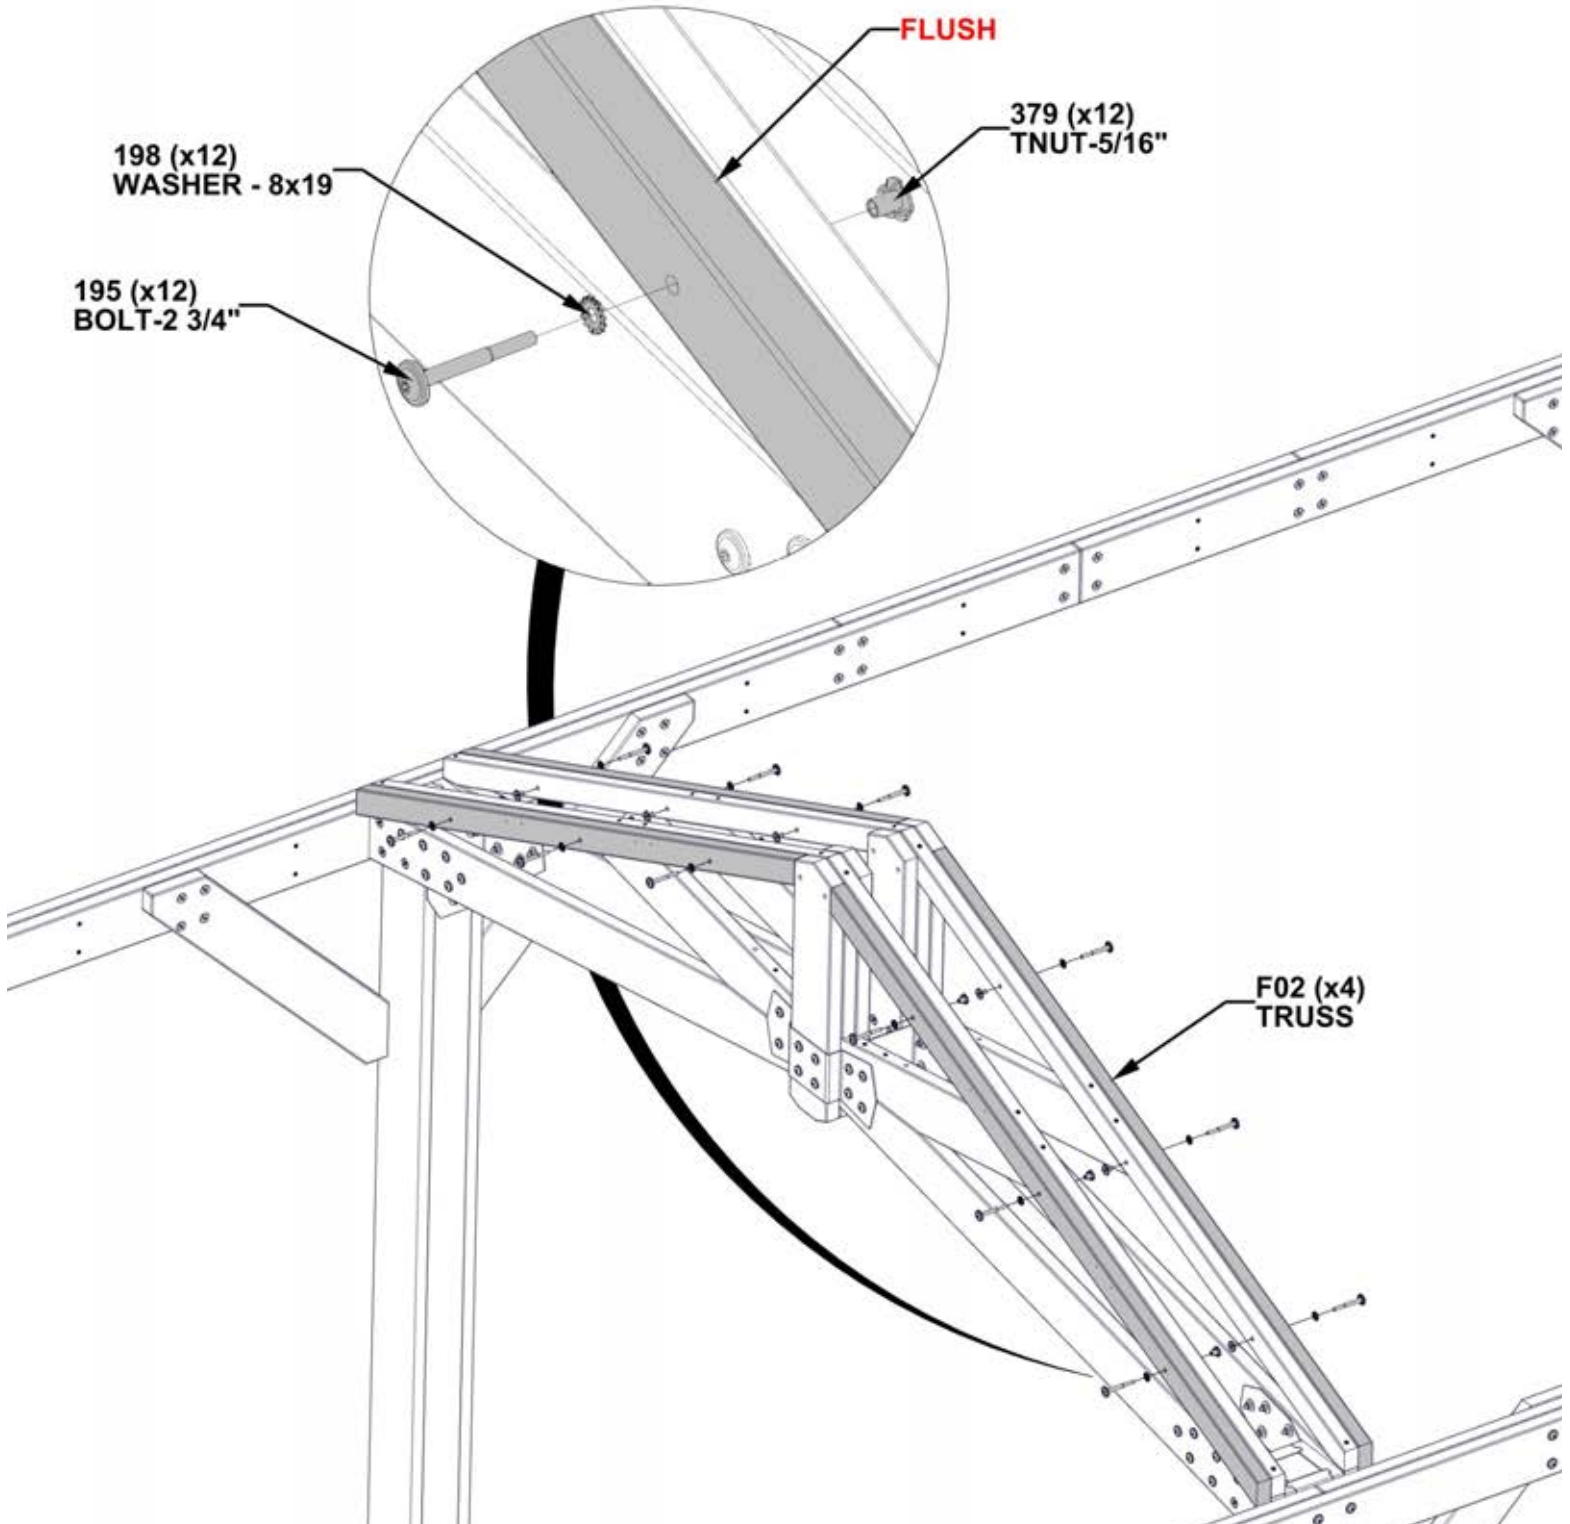 FLUSH
379 (x12)
TNUT-5/16"
198 (x12)
WASHER - 8x19
195 (x12)
BOLT-2 3/4"
F02 (x4)
TRUSS